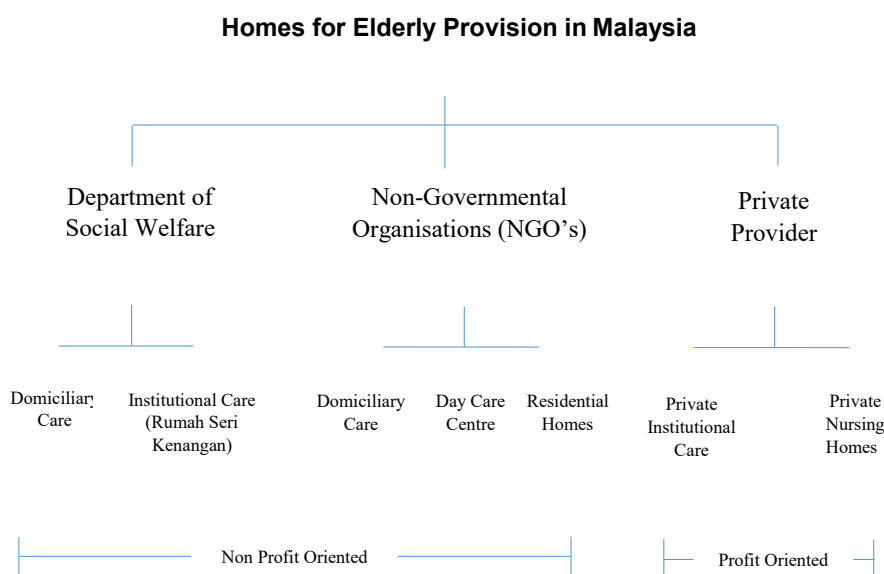 Homes for Elderly Provision in Malaysia
Department of
Social Welfare
Non-Governmental
Organisations (NGO’s)
Private
Provider
Domiciliary
Care
Institutional Care
(Rumah Seri
Kenangan)
Domiciliary
Care
Day Care
Centre
Residential
Homes
Private
Institutional
Care
Private
Nursing
Homes
Non Profit Oriented
Profit Oriented